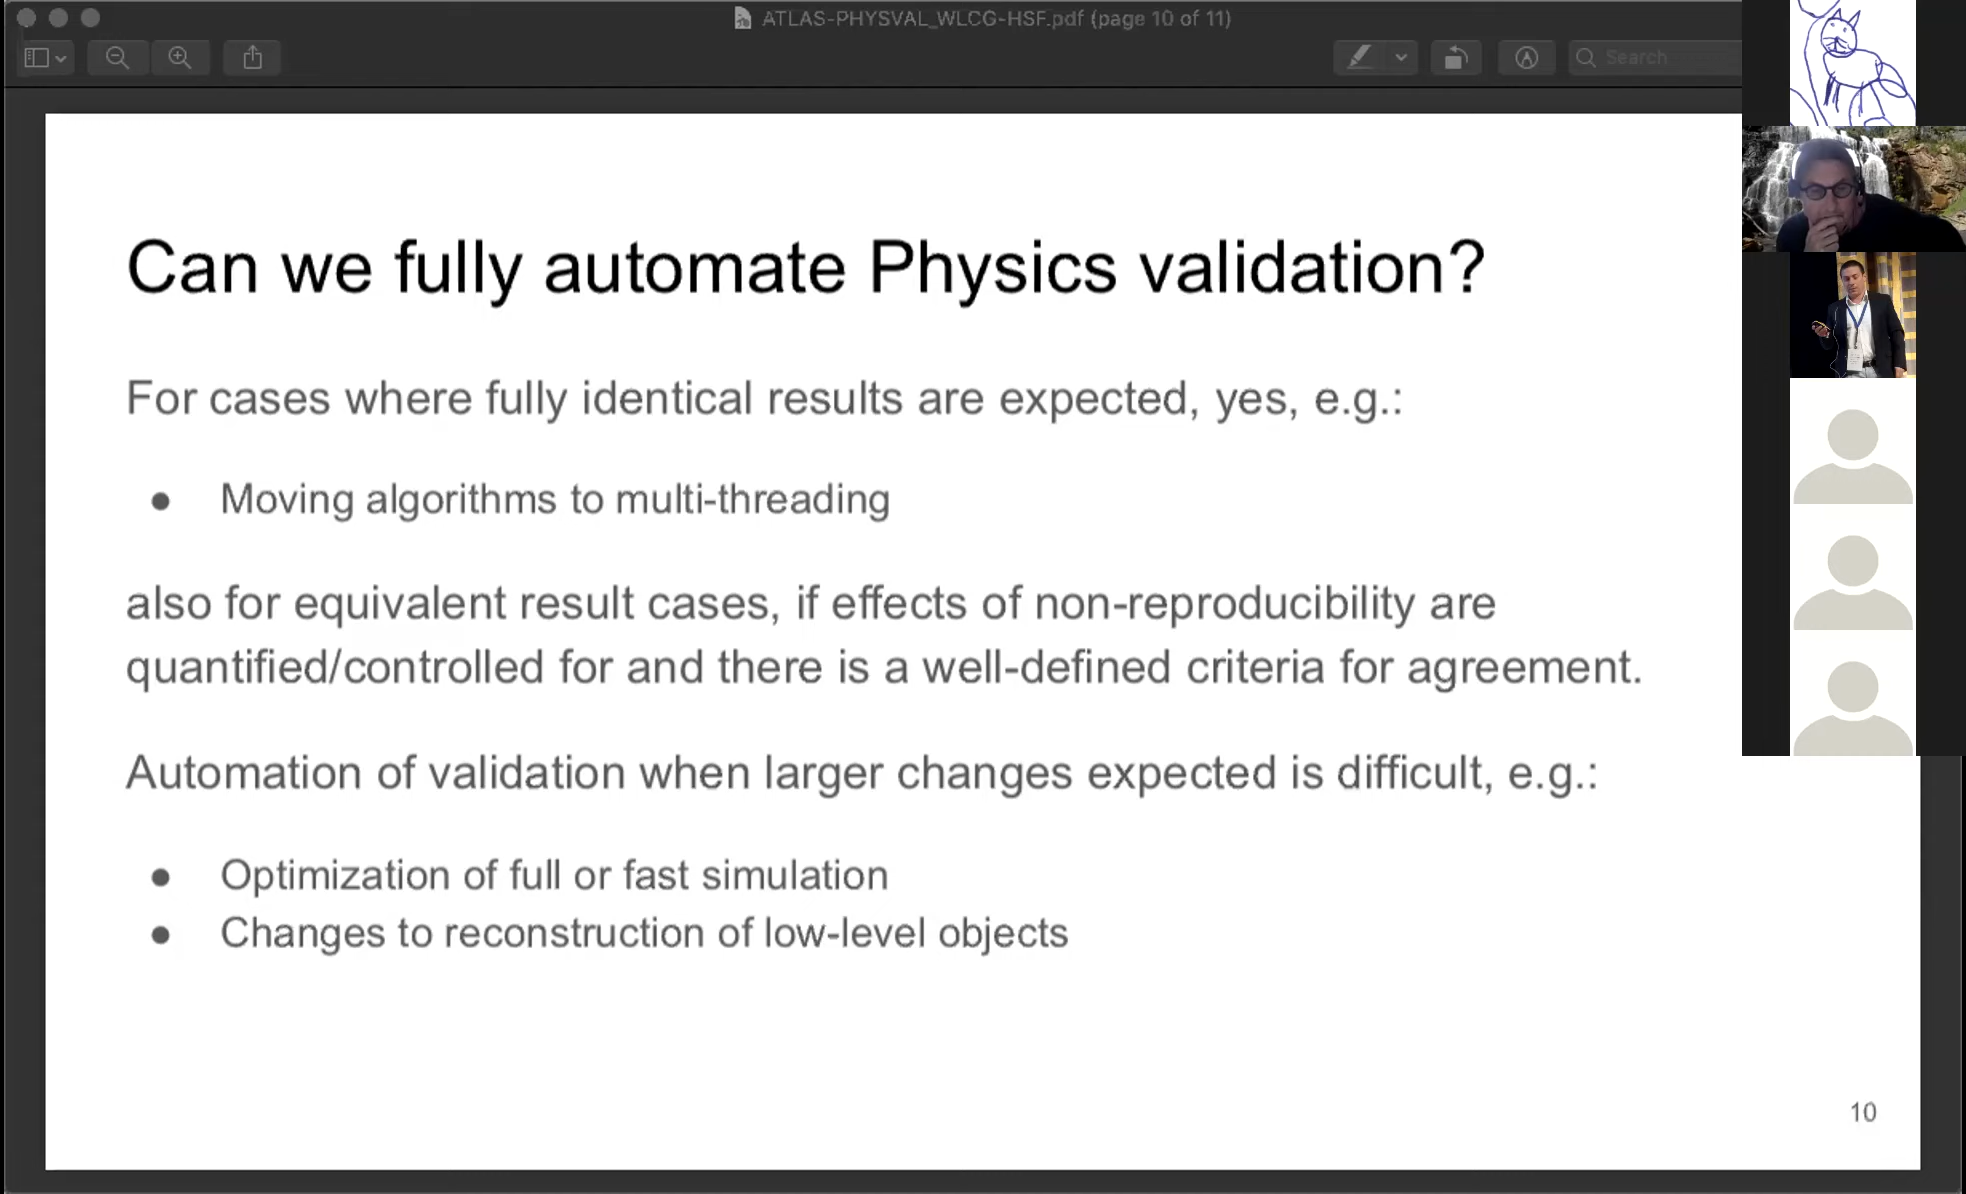 ATLAS-PHYSVAL_WLCG-HSF.pdf (page 10 of 11)
Search
Can we fully automate Physics validation?
For cases where fully identical results are expected, yes, e.g.:
● Moving algorithms to multi-threading
also for equivalent result cases, if effects of non-reproducibility are
quantified/controlled for and there is a well-defined criteria for agreement.
Automation of validation when larger changes expected is difficult, e.g.:
● Optimization of full or fast simulation
● Changes to reconstruction of low-level objects
10